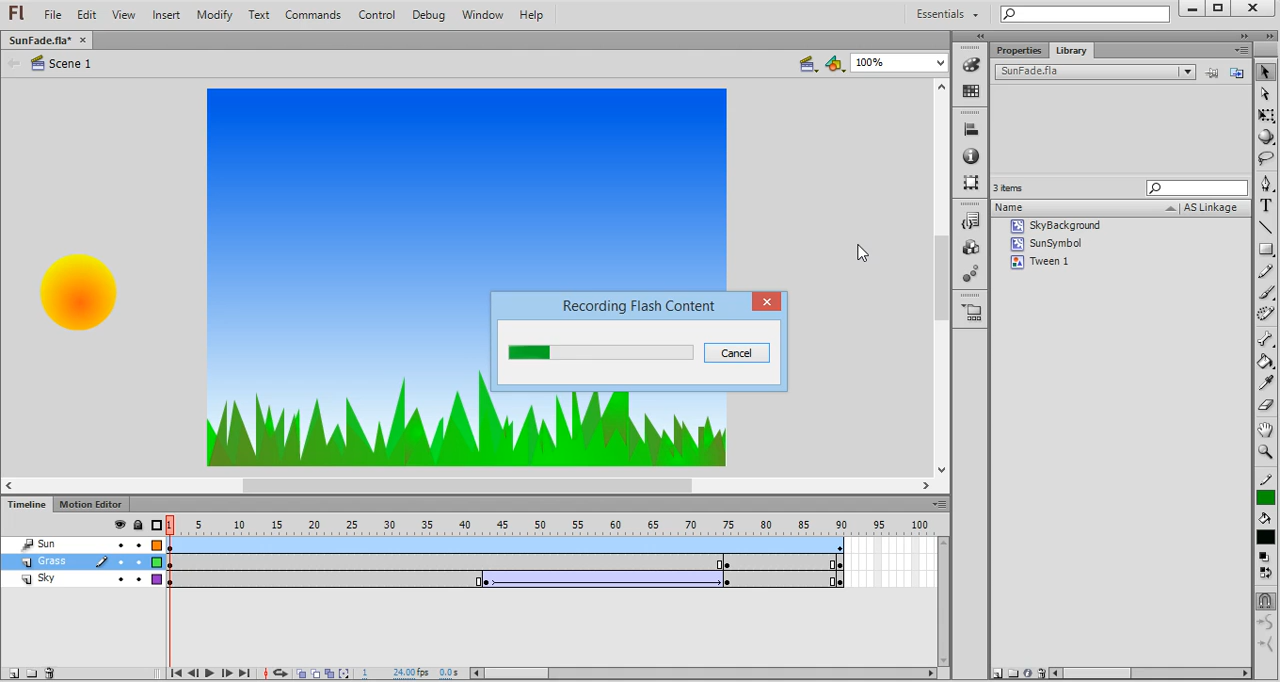 Fl File Edit View Insert Modify Text Commands Control Debug Window Help Essentials
SunFade.fla* ×
Properties Library
Scene 1 100%
SunFade.fla
3 items
Name AS Linkage
SkyBackground
SunSymbol
Tween 1
Recording Flash Content
Cancel
Timeline Motion Editor
1 5 10 15 20 25 30 35 40 45 50 55 60 65 70 75 80 85 90 95 100
Sun
Grass
Sky
1 24.00 fps 0.0 s